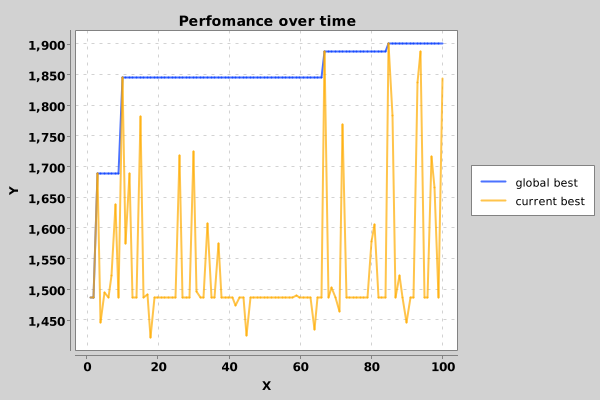 Perfomance over time
1,900
1,850
1,800
1,750
1,700
1,650
1,600
1,550
1,500
1,450
Y
0 20 40 60 80 100
X
global best
current best